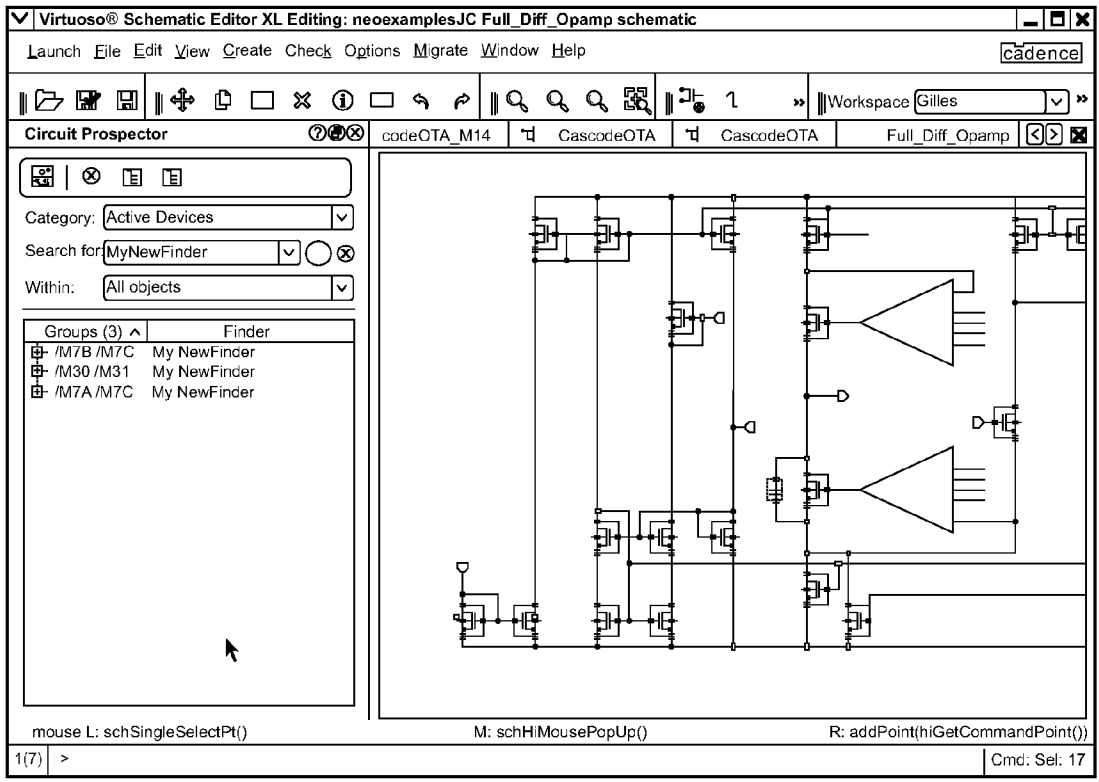 Virtuoso® Schematic Editor XL Editing: neoexamplesJC Full_Diff_Opamp schematic
Launch File Edit View Create Check Options Migrate Window Help
cādence
Workspace Gilles
Circuit Prospector
codeOTA_M14 CascodeOTA CascodeOTA Full_Diff_Opamp
Category: Active Devices
Search for: MyNewFinder
Within: All objects
Groups (3) Finder
/M7B /M7C My NewFinder
/M30 /M31 My NewFinder
/M7A /M7C My NewFinder
mouse L: schSingleSelectPt() M: schHiMousePopUp() R: addPoint(hiGetCommandPoint())
1(7) > Cmd: Sel: 17